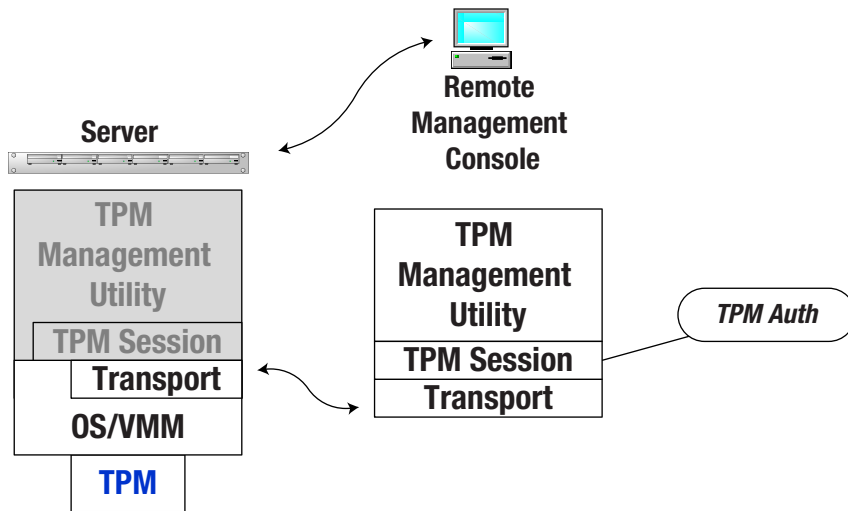 Remote
Management
Console
Server
TPM
Management
Utility
TPM Session
Transport
OS/VMM
TPM
TPM
Management
Utility
TPM Session
Transport
TPM Auth